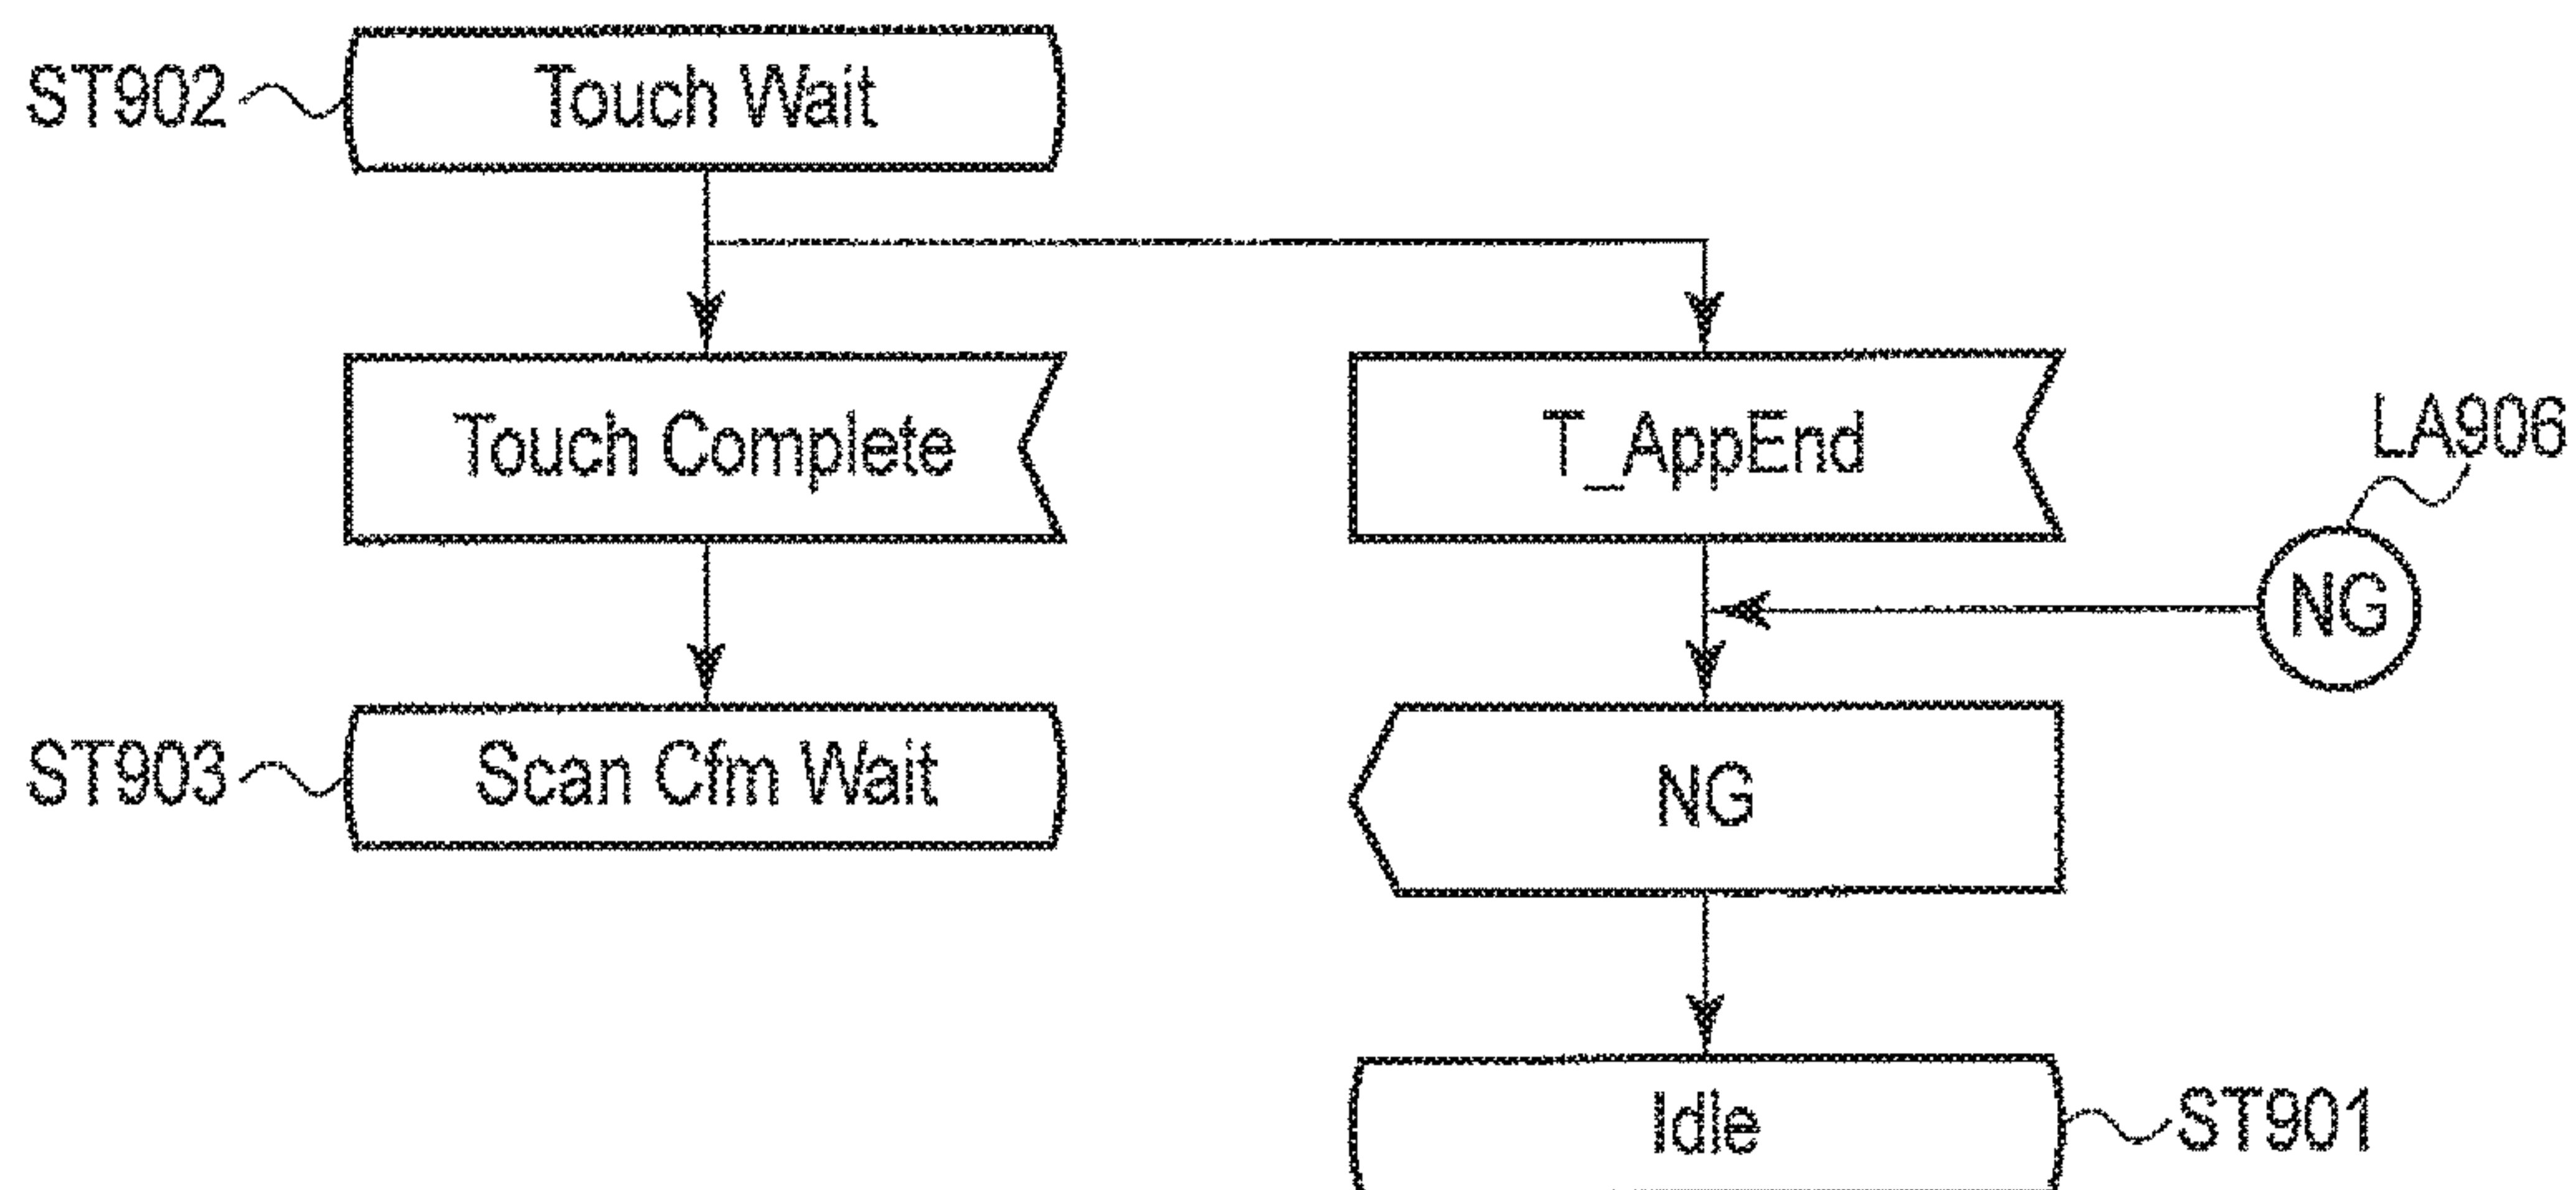 ST902
Touch Wait
Touch Complete
T_AppEnd
LA906
NG
ST903
Scan Cfm Wait
NG
Idle
ST901